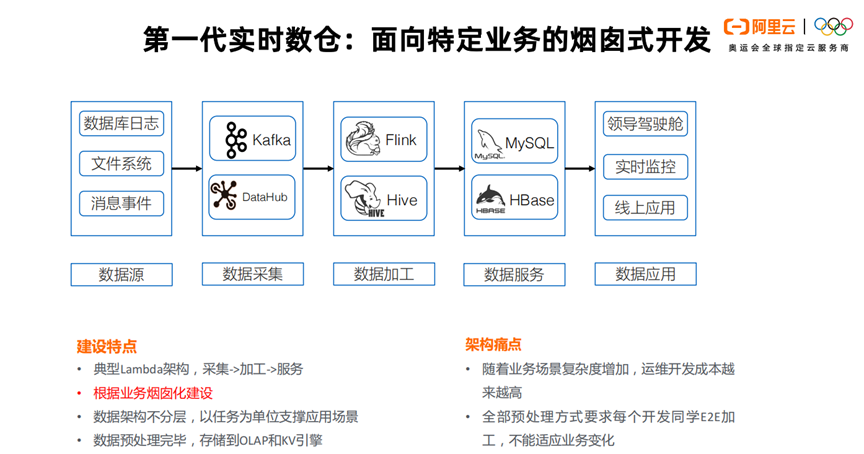 第一代实时数仓：面向特定业务的烟囱式开发
阿里云
奥运会全球指定云服务商
数据库日志
文件系统
消息事件
数据源
Kafka
DataHub
数据采集
Flink
Hive
HIVE
数据加工
MySQL
MySQL
HBase
HBASE
数据服务
领导驾驶舱
实时监控
线上应用
数据应用
建设特点
• 典型Lambda架构，采集->加工->服务
• 根据业务烟囱化建设
• 数据架构不分层，以任务为单位支撑应用场景
• 数据预处理完毕，存储到OLAP和KV引擎
架构痛点
• 随着业务场景复杂度增加，运维开发成本越
来越高
• 全部预处理方式要求每个开发同学E2E加
工，不能适应业务变化